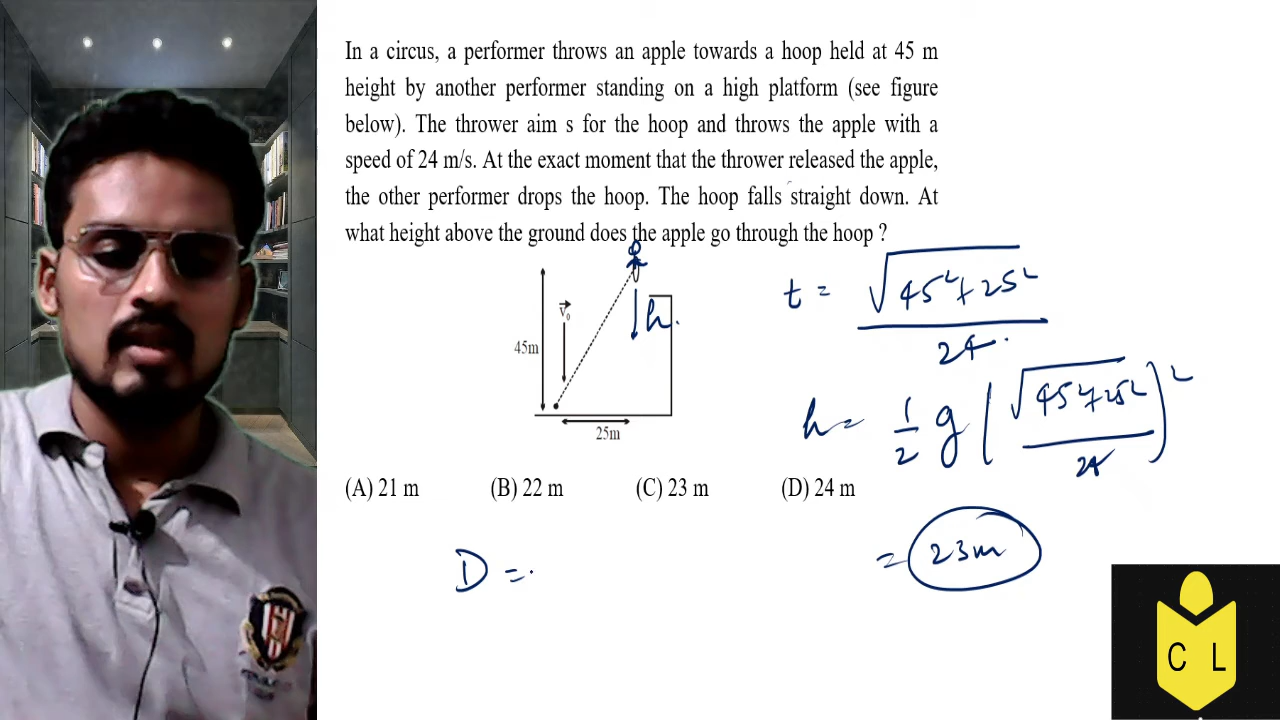 In a circus, a performer throws an apple towards a hoop held at 45 m
height by another performer standing on a high platform (see figure
below). The thrower aim s for the hoop and throws the apple with a
speed of 24 m/s. At the exact moment that the thrower released the apple,
the other performer drops the hoop. The hoop falls straight down. At
what height above the ground does the apple go through the hoop ?
45m
v₀
h.
25m
t = √45²+25² / 24
h = 1/2 g (√45²+25² / 24)²
= 23m
(A) 21 m (B) 22 m (C) 23 m (D) 24 m
D =
C L